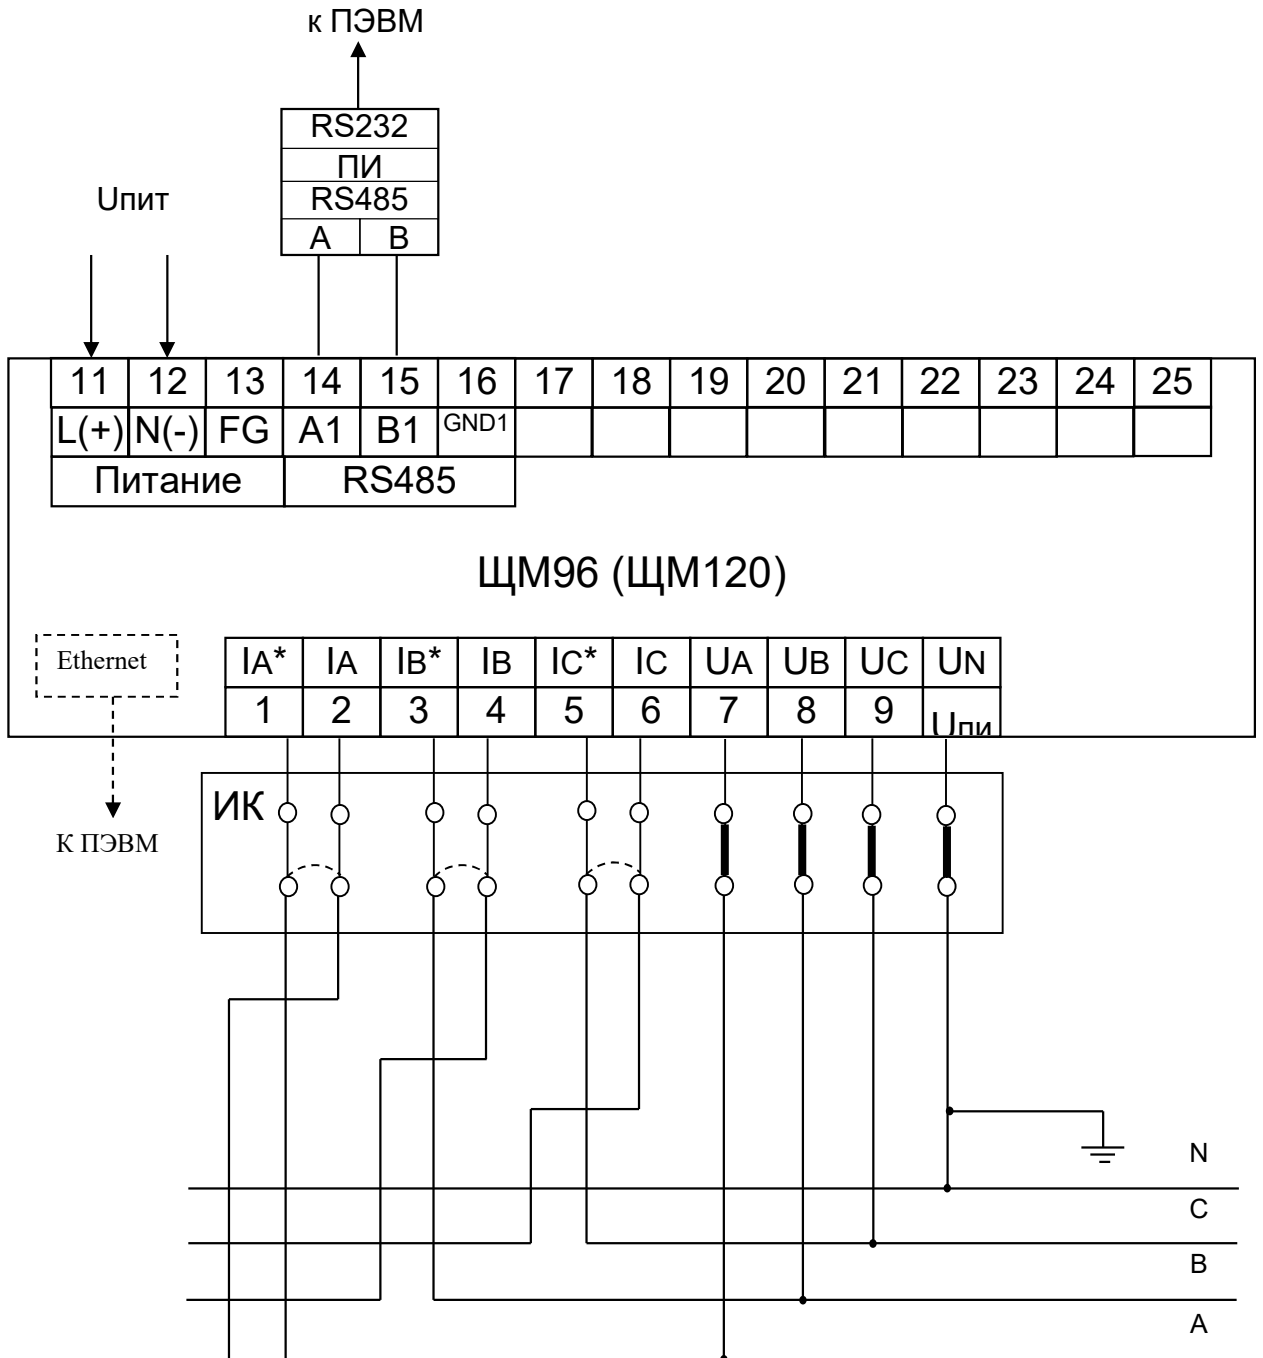 к ПЭВМ
RS232
ПИ
RS485
A B
Uпит
11 12 13 14 15 16 17 18 19 20 21 22 23 24 25
L(+) N(-) FG A1 B1 GND1
Питание RS485
ЩМ96 (ЩМ120)
Ethernet
IA* IA IB* IB IC* IC UA UB UC UN
1 2 3 4 5 6 7 8 9 Uпи
ИК
К ПЭВМ
N
C
B
A